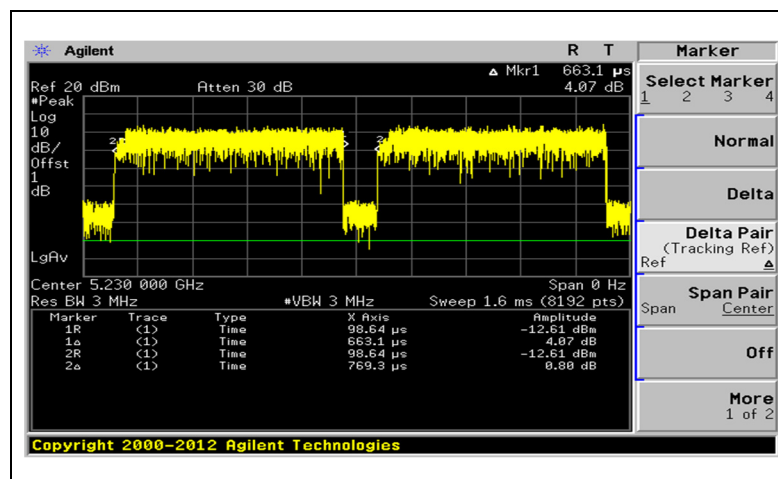 Agilent R T
Δ Mkr1 663.1 µs
Ref 20 dBm Atten 30 dB 4.07 dB
#Peak
Log
10
dB/
Offst
1
dB
LgAv
2R
2
Center 5.230 000 GHz Span 0 Hz
Res BW 3 MHz #VBW 3 MHz Sweep 1.6 ms (8192 pts)
Marker Trace Type X Axis Amplitude
1R (1) Time 98.64 µs -12.61 dBm
1Δ (1) Time 663.1 µs 4.07 dB
2R (1) Time 98.64 µs -12.61 dBm
2Δ (1) Time 769.3 µs 0.80 dB
Copyright 2000-2012 Agilent Technologies
Marker
Select Marker
1 2 3 4
Normal
Delta
Delta Pair
(Tracking Ref)
Ref Δ
Span Pair
Span Center
Off
More
1 of 2